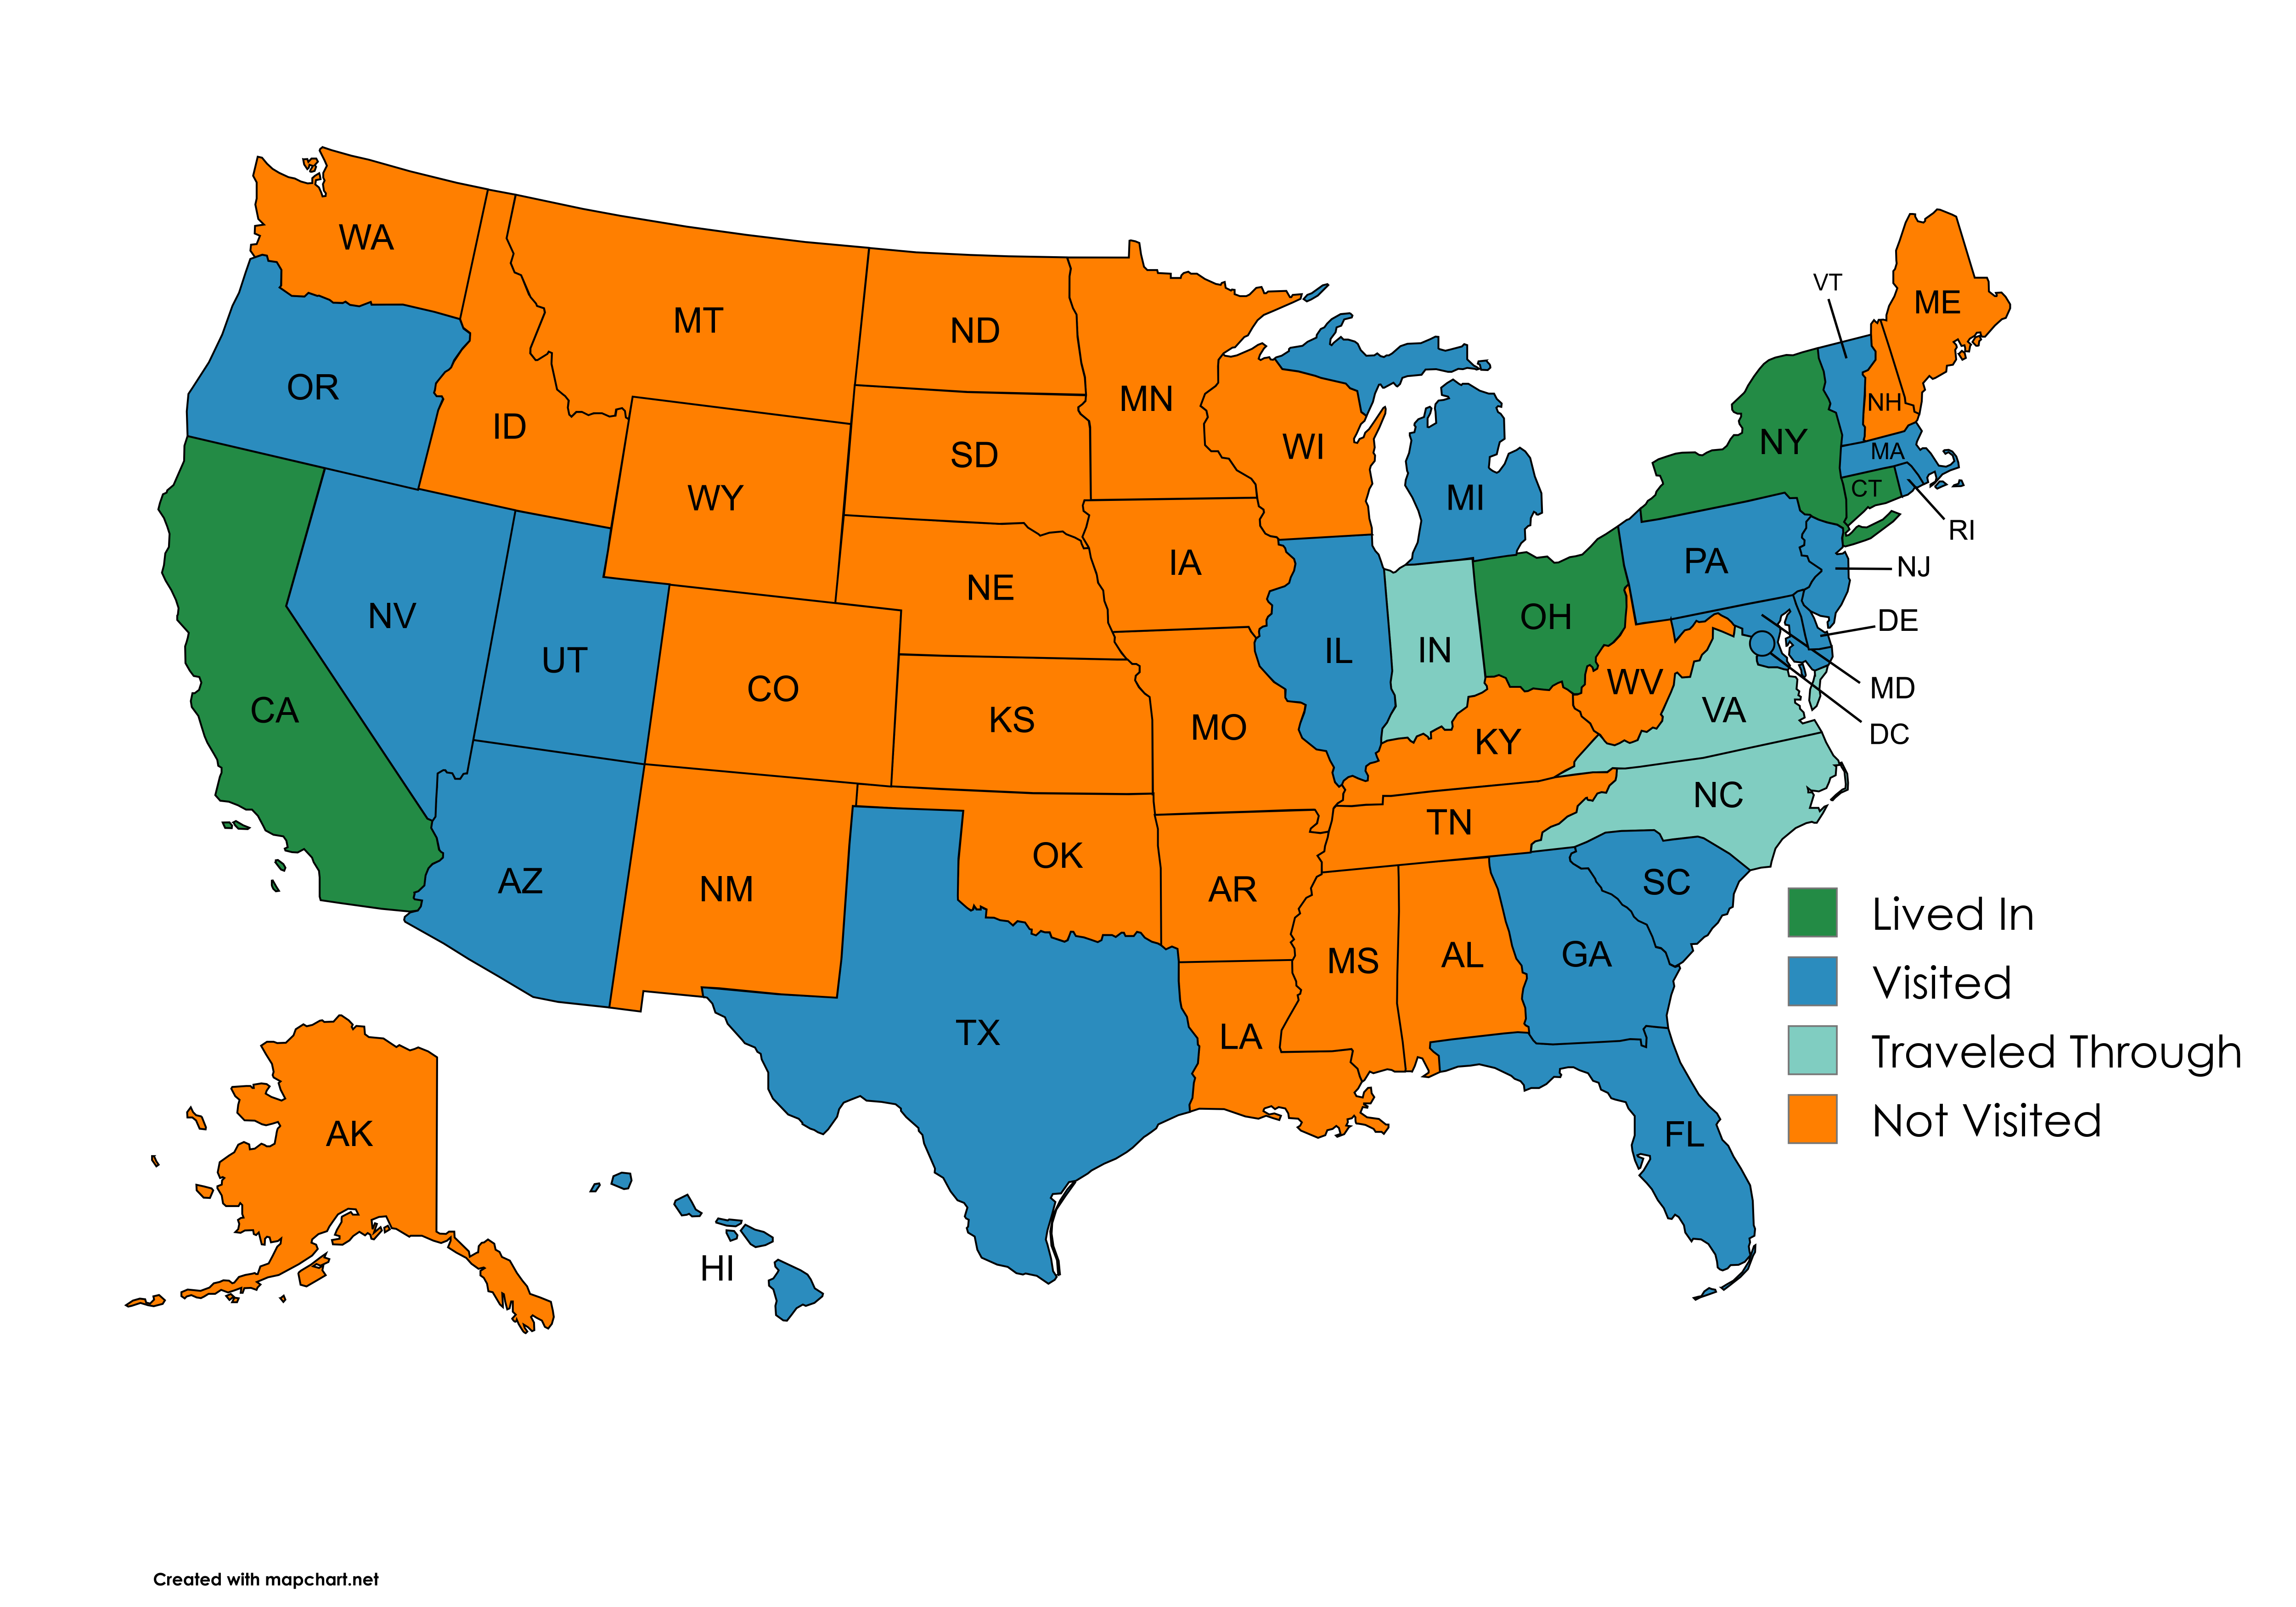 WA
MT
ND
MN
VT
ME
OR
ID
SD
WI
NH
NY
MA
WY
MI
CT
RI
IA
PA
NJ
NE
NV
OH
DE
UT
IL
IN
CO
WV
MD
CA
KS
MO
VA
DC
KY
NC
TN
OK
AZ
NM
AR
SC
Lived In
MS
AL
GA
Visited
TX
LA
Traveled Through
AK
FL
Not Visited
HI
Created with mapchart.net